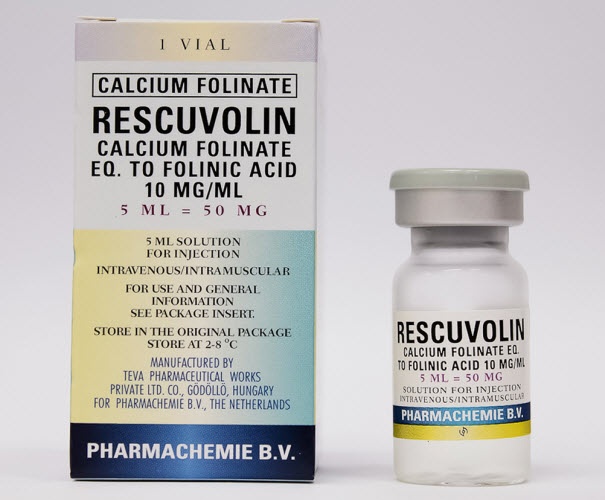 1 VIAL
CALCIUM FOLINATE
RESCUVOLIN
CALCIUM FOLINATE
EQ. TO FOLINIC ACID
10 MG/ML
5 ML = 50 MG
5 ML SOLUTION
FOR INJECTION
INTRAVENOUS/INTRAMUSCULAR
FOR USE AND GENERAL
INFORMATION
SEE PACKAGE INSERT.
STORE IN THE ORIGINAL PACKAGE
STORE AT 2-8 °C
MANUFACTURED BY
TEVA PHARMACEUTICAL WORKS
PRIVATE LTD. CO., GÖDÖLLO, HUNGARY
FOR PHARMACHEMIE B.V., THE NETHERLANDS
PHARMACHEMIE B.V.
RESCUVOLIN
CALCIUM FOLINATE EQ.
TO FOLINIC ACID 10 MG/ML
5 ML = 50 MG
SOLUTION FOR INJECTION
INTRAVENOUS/INTRAMUSCULAR
PHARMACHEMIE B.V.